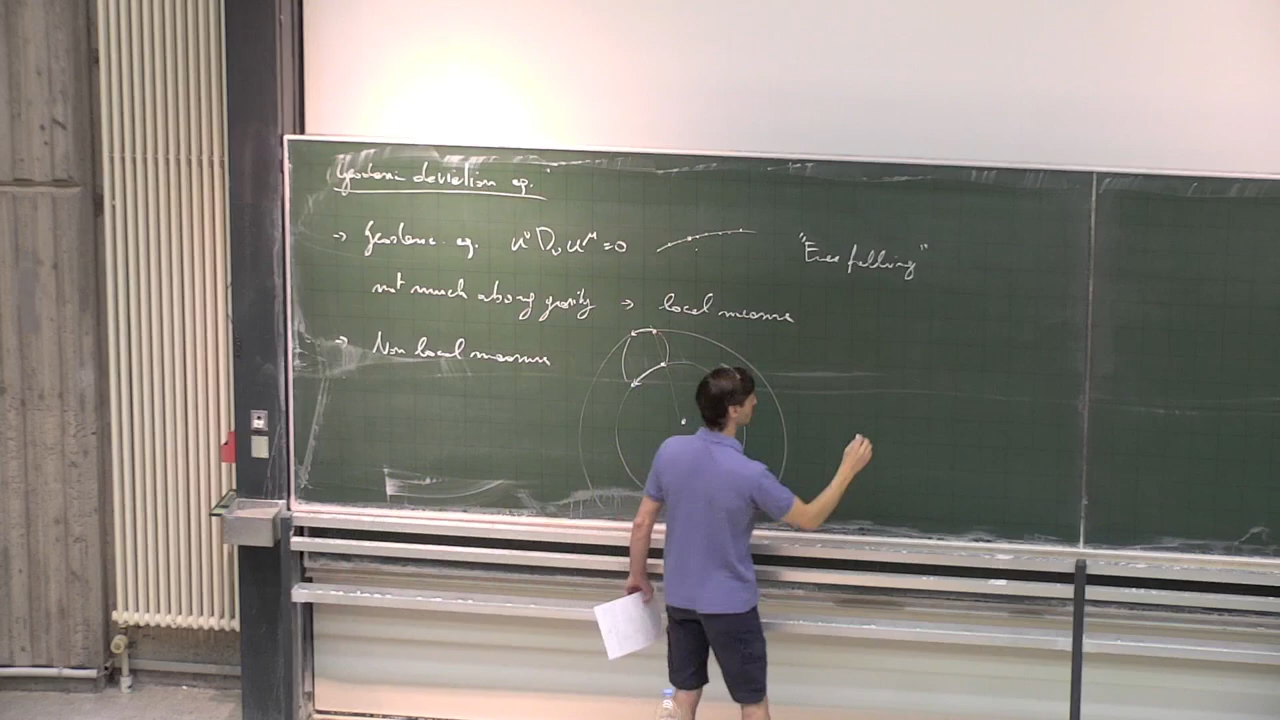 Geodesic deviation eq.
→ Geodesic eq. u^ν D_ν u^μ = 0 "Free falling"
not much about gravity → local measure
→ Non local measure